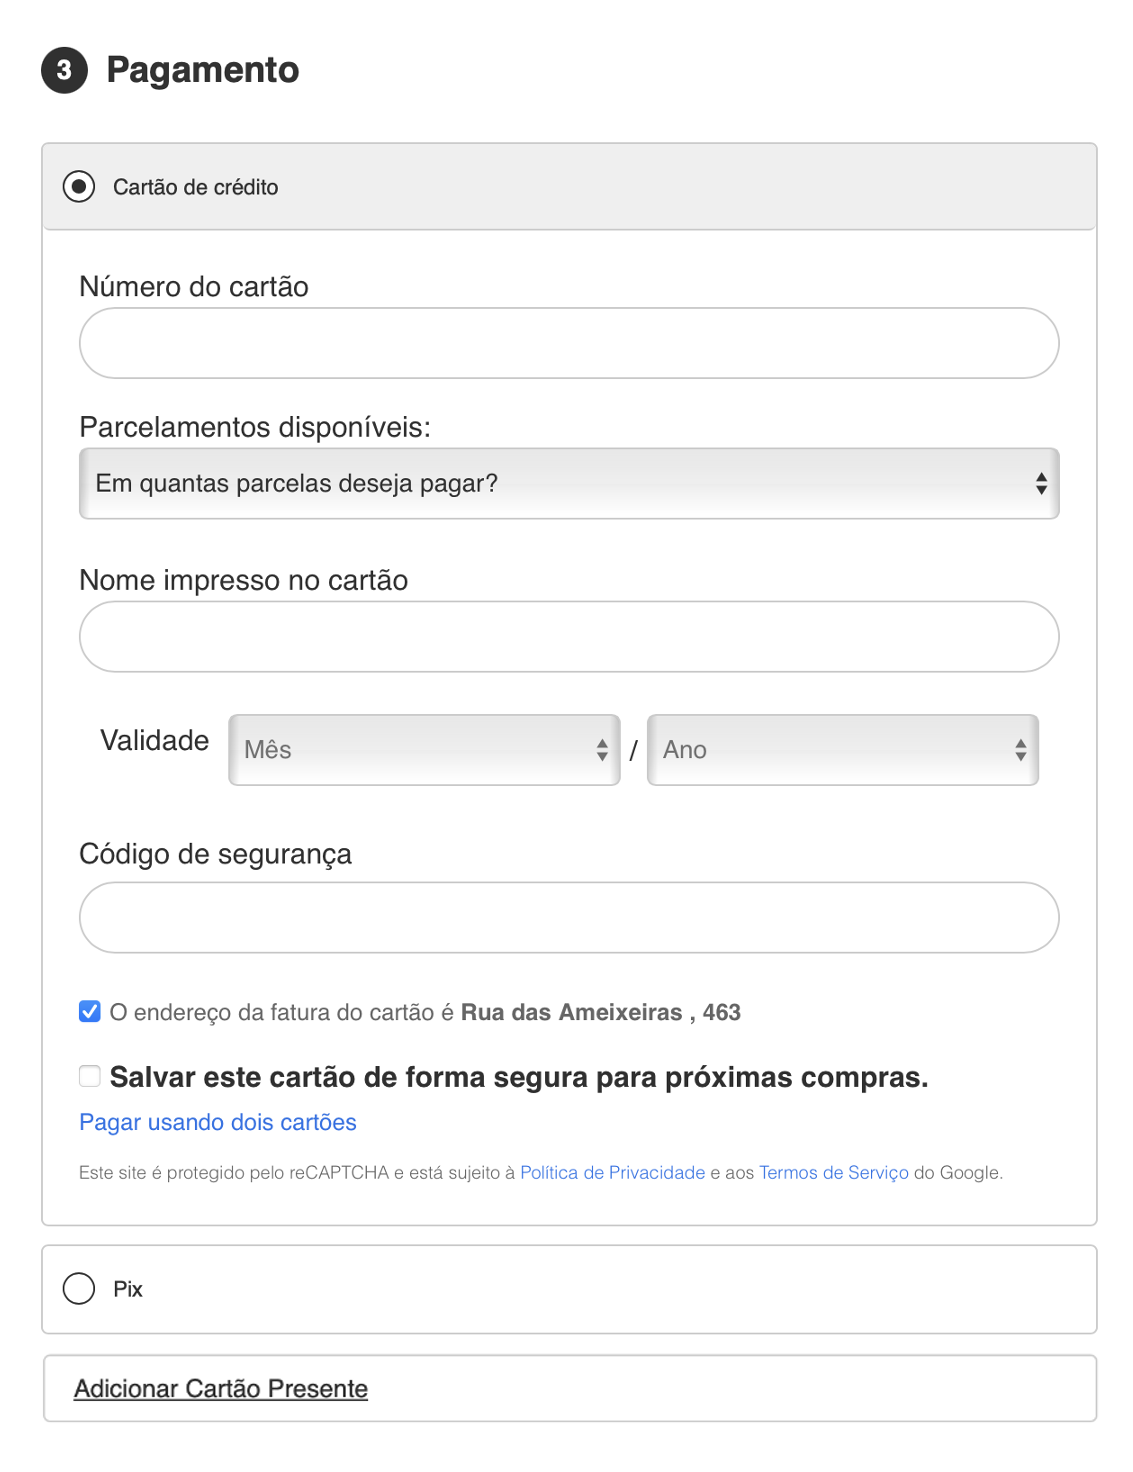 3 Pagamento
Cartão de crédito
Número do cartão
Parcelamentos disponíveis:
Em quantas parcelas deseja pagar?
Nome impresso no cartão
Validade Mês / Ano
Código de segurança
O endereço da fatura do cartão é Rua das Ameixeiras , 463
Salvar este cartão de forma segura para próximas compras.
Pagar usando dois cartões
Este site é protegido pelo reCAPTCHA e está sujeito à Política de Privacidade e aos Termos de Serviço do Google.
Pix
Adicionar Cartão Presente